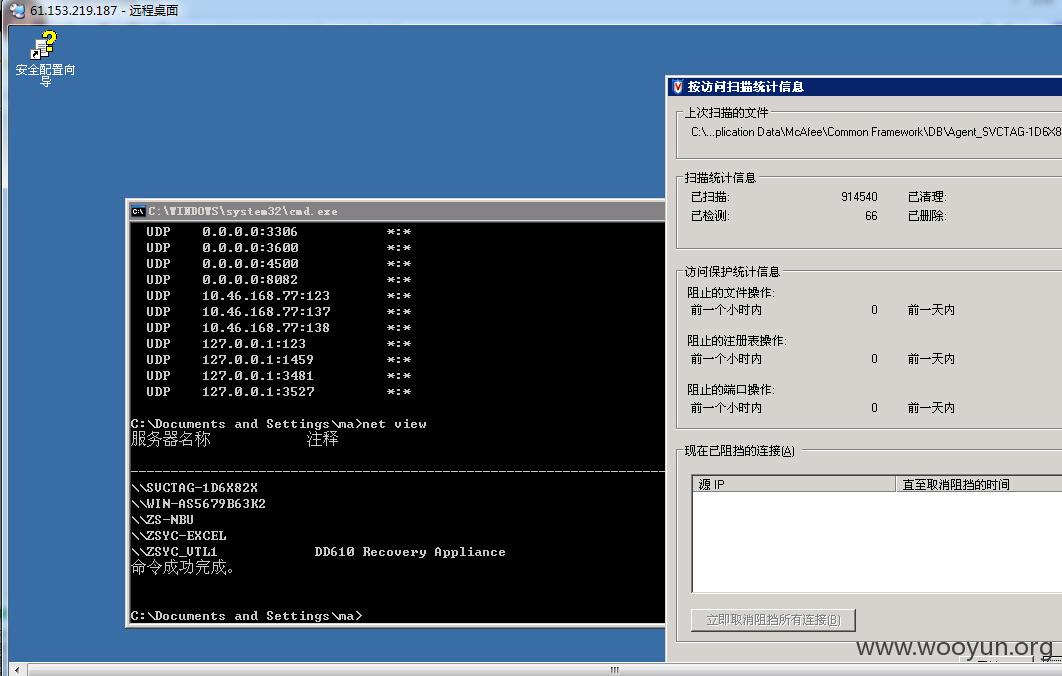 61.153.219.187 - 远程桌面
安全配置向
导
C:\WINDOWS\system32\cmd.exe
UDP 0.0.0.0:3306 *:*
UDP 0.0.0.0:3600 *:*
UDP 0.0.0.0:4500 *:*
UDP 0.0.0.0:8082 *:*
UDP 10.46.168.77:123 *:*
UDP 10.46.168.77:137 *:*
UDP 10.46.168.77:138 *:*
UDP 127.0.0.1:123 *:*
UDP 127.0.0.1:1459 *:*
UDP 127.0.0.1:3481 *:*
UDP 127.0.0.1:3527 *:*
C:\Documents and Settings\ma>net view
服务器名称 注释
-------------------------------------------------------------------
\\SVCTAG-1D6X82X
\\WIN-AS5679B63K2
\\ZS-NBU
\\ZSYC-EXCEL
\\ZSYC_VTL1 DD610 Recovery Appliance
命令成功完成。
C:\Documents and Settings\ma>
按访问扫描统计信息
上次扫描的文件
C:\...plication Data\McAfee\Common Framework\DB\Agent_SVCTAG-1D6X8
扫描统计信息
已扫描: 914540 已清理:
已检测: 66 已删除:
访问保护统计信息
阻止的文件操作:
前一个小时内 0 前一天内
阻止的注册表操作:
前一个小时内 0 前一天内
阻止的端口操作:
前一个小时内 0 前一天内
现在已阻挡的连接(A)
源 IP 直至取消阻挡的时间
立即取消阻挡所有连接(B)
www.wooyun.org